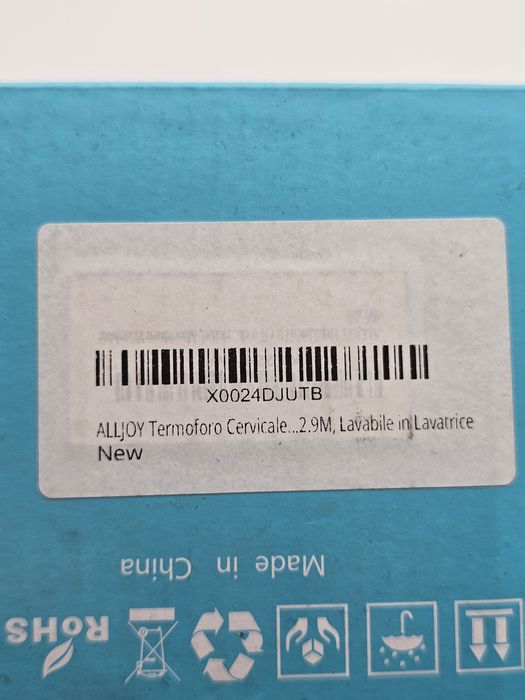 X0024DJUTB
ALLJOY Termoforo Cervicale...2.9M, Lavabile in Lavatrice
New
Made in China
RoHS